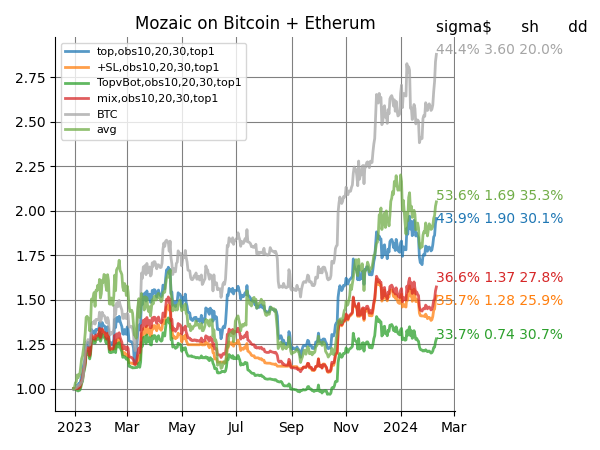 Mozaic on Bitcoin + Etherum
sigma$ sh dd
top,obs10,20,30,top1
+SL,obs10,20,30,top1
TopvBot,obs10,20,30,top1
mix,obs10,20,30,top1
BTC
avg
44.4% 3.60 20.0%
53.6% 1.69 35.3%
43.9% 1.90 30.1%
36.6% 1.37 27.8%
35.7% 1.28 25.9%
33.7% 0.74 30.7%
2.75
2.50
2.25
2.00
1.75
1.50
1.25
1.00
2023 Mar May Jul Sep Nov 2024 Mar